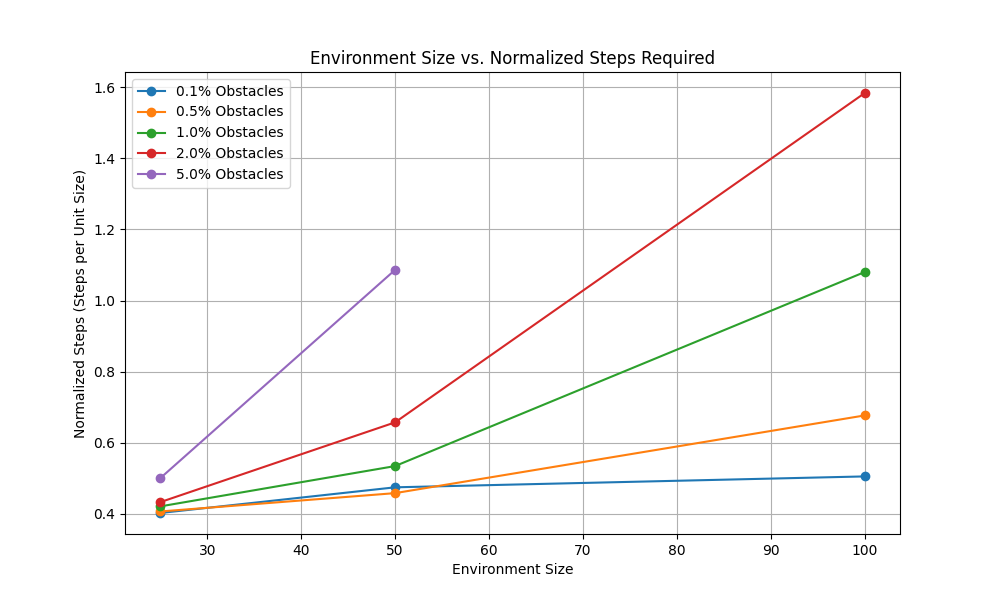 Environment Size vs. Normalized Steps Required
0.1% Obstacles
0.5% Obstacles
1.0% Obstacles
2.0% Obstacles
5.0% Obstacles
Normalized Steps (Steps per Unit Size)
1.6
1.4
1.2
1.0
0.8
0.6
0.4
30 40 50 60 70 80 90 100
Environment Size